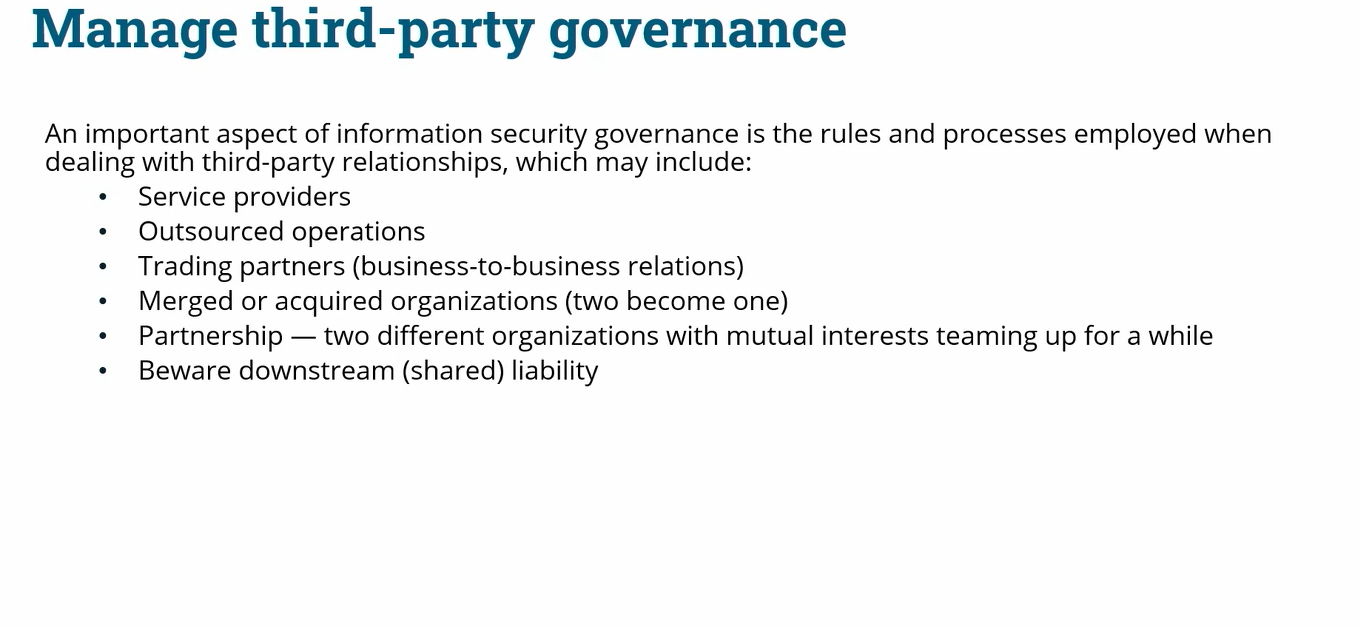 Manage third-party governance
An important aspect of information security governance is the rules and processes employed when
dealing with third-party relationships, which may include:
• Service providers
• Outsourced operations
• Trading partners (business-to-business relations)
• Merged or acquired organizations (two become one)
• Partnership — two different organizations with mutual interests teaming up for a while
• Beware downstream (shared) liability